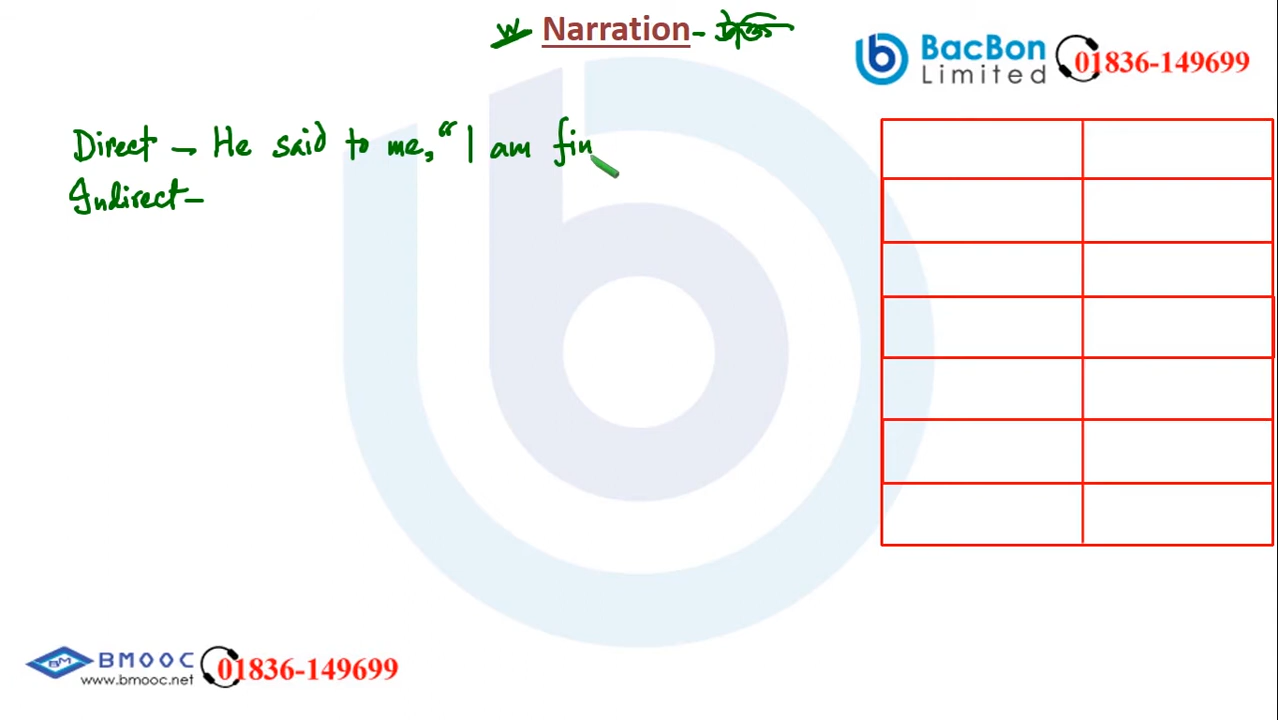 Narration -
BacBon
Limited
01836-149699
Direct - He said to me, “I am fin
Indirect-
BM BMOOC
www.bmooc.net
01836-149699